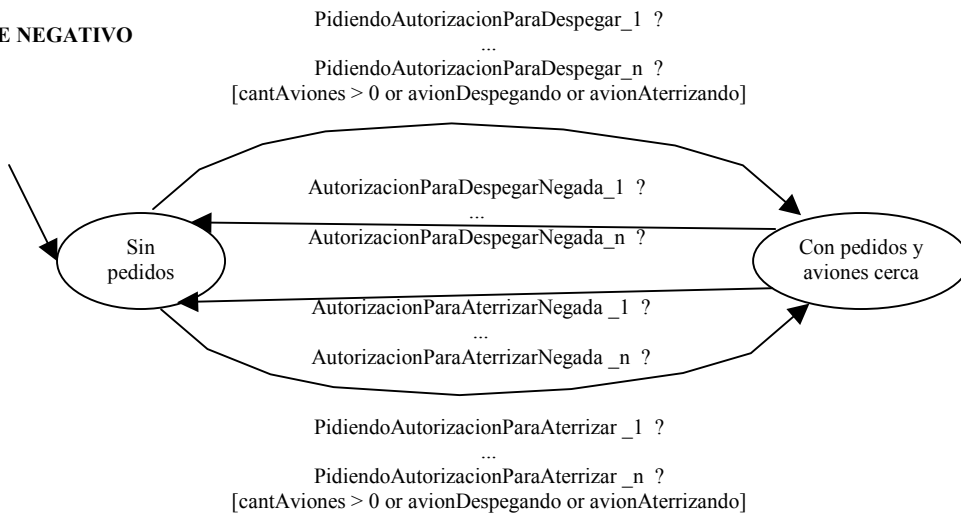 PidiendoAutorizacionParaDespegar_1 ?
E NEGATIVO
...
PidiendoAutorizacionParaDespegar_n ?
[cantAviones > 0 or avionDespegando or avionAterrizando]
AutorizacionParaDespegarNegada_1 ?
...
AutorizacionParaDespegarNegada_n ?
Sin
pedidos
Con pedidos y
aviones cerca
AutorizacionParaAterrizarNegada _1 ?
...
AutorizacionParaAterrizarNegada _n ?
PidiendoAutorizacionParaAterrizar _1 ?
...
PidiendoAutorizacionParaAterrizar _n ?
[cantAviones > 0 or avionDespegando or avionAterrizando]